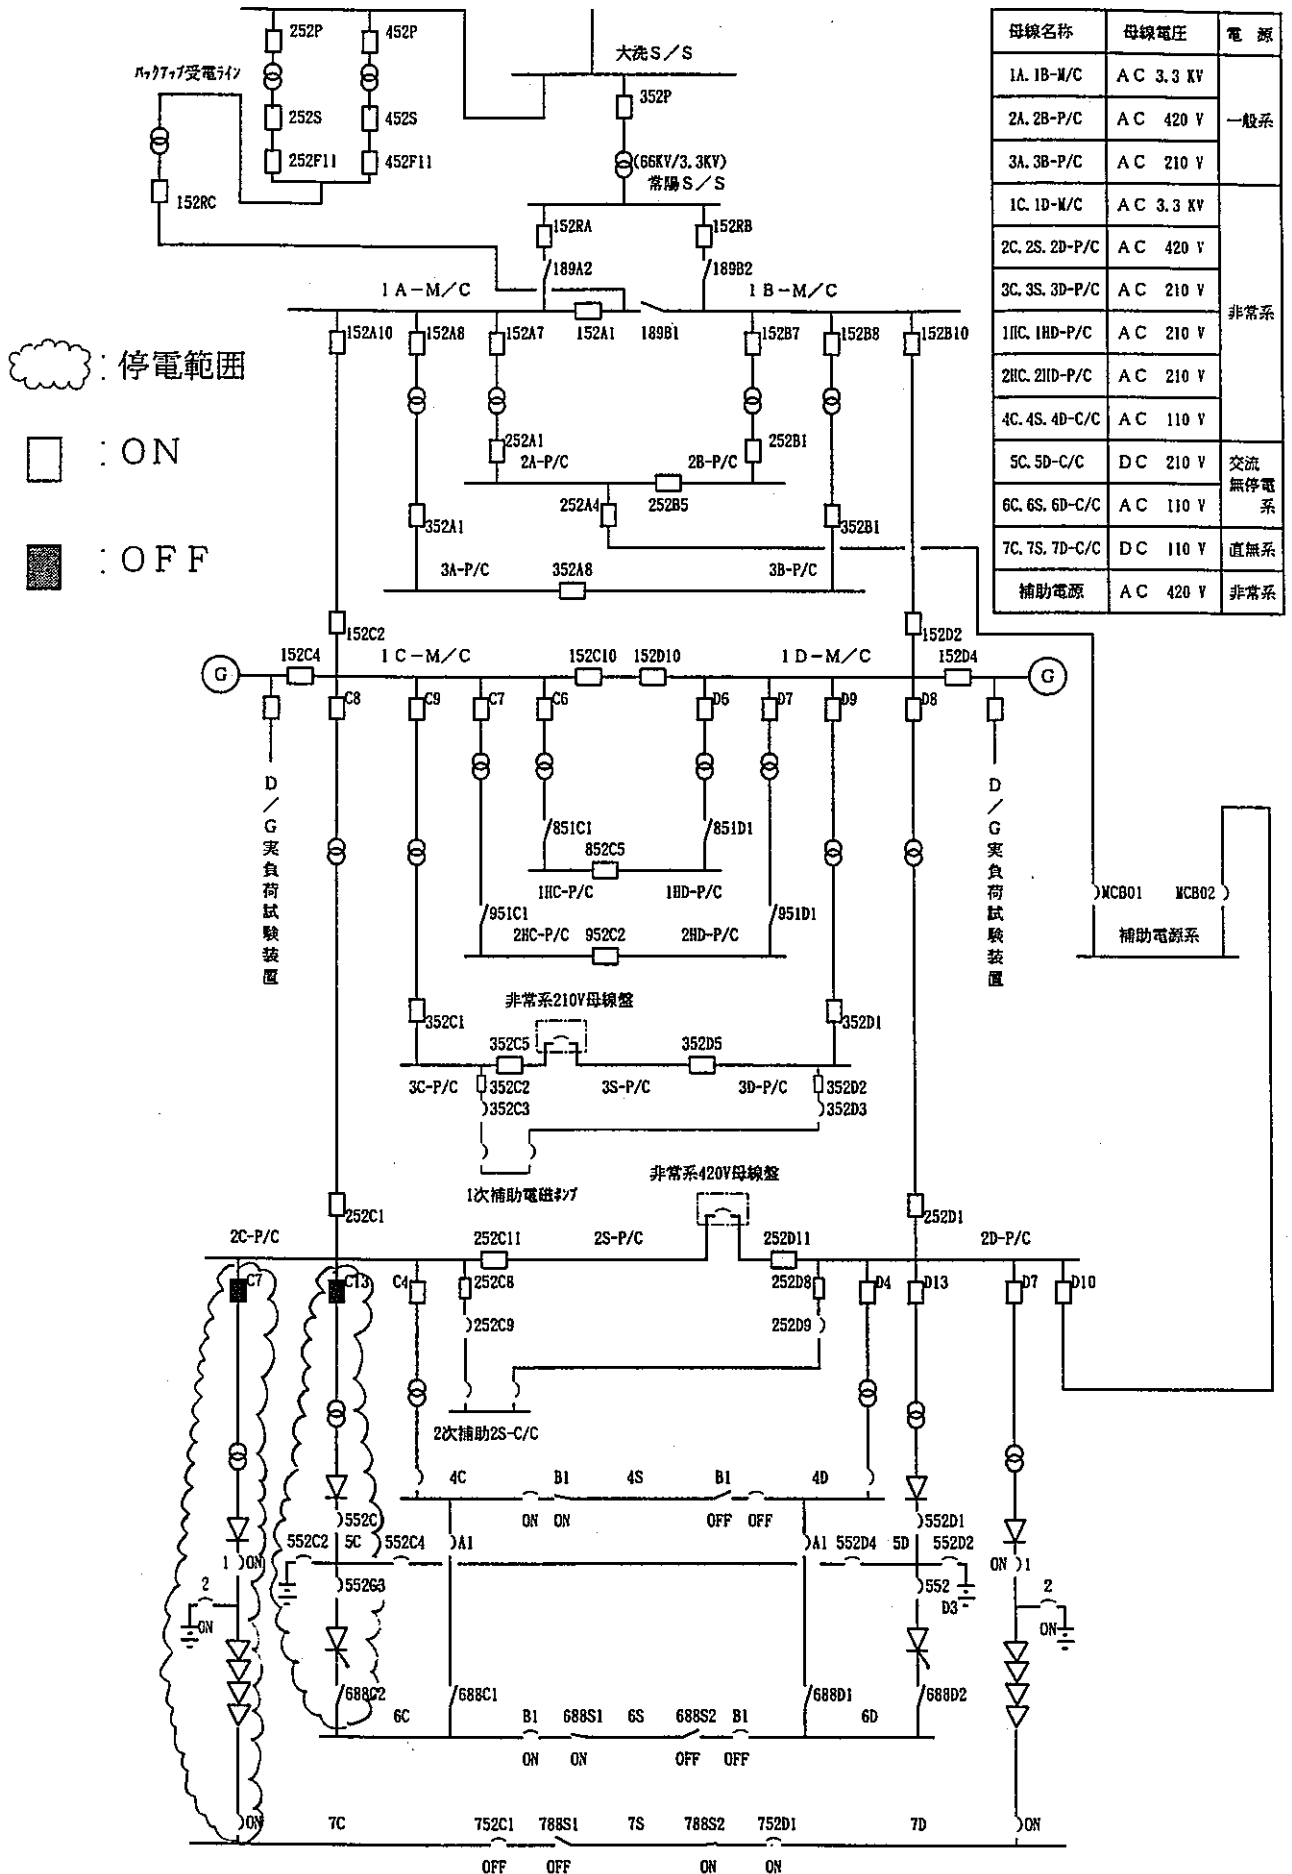 252P
452P
大洗S/S
バックアップ受電ライン
352P
252S
452S
252F11
452F11
(66KV/3.3KV)
常陽S/S
152RC
152RA
152RB
189A2
189B2
1A-M/C
1B-M/C
152A10
152A8
152A7
152A1
189B1
152B7
152B8
152B10
母線名称 母線電圧 電源
1A.1B-M/C AC 3.3 KV
2A.2B-P/C AC 420 V 一般系
3A.3B-P/C AC 210 V
1C.1D-M/C AC 3.3 KV
2C.2S.2D-P/C AC 420 V
3C.3S.3D-P/C AC 210 V
非常系
1HC.1HD-P/C AC 210 V
2HC.2HD-P/C AC 210 V
4C.4S.4D-C/C AC 110 V
5C.5D-C/C DC 210 V 交流
無停電
系
6C.6S.6D-C/C AC 110 V
7C.7S.7D-C/C DC 110 V 直無系
補助電源 AC 420 V 非常系
:停電範囲
:ON
:OFF
252A1
252B1
2A-P/C
2B-P/C
252A4
252B5
352A1
352B1
3A-P/C
352A8
3B-P/C
152C2
152D2
G
152C4
1C-M/C
152C10
152D10
1D-M/C
152D4
G
C8
C9
C7
C6
D6
D7
D9
D8
D/G実負荷試験装置
D/G実負荷試験装置
851C1
851D1
852C5
1HC-P/C
1HD-P/C
951C1
951D1
2HC-P/C
952C2
2HD-P/C
MCB01
MCB02
補助電源系
非常系210V母線盤
352C1
352D1
352C5
352D5
3C-P/C
352C2
3S-P/C
3D-P/C
352D2
352C3
352D3
1次補助電磁ポンプ
非常系420V母線盤
252C1
252D1
2C-P/C
252C11
2S-P/C
252D11
2D-P/C
C7
C13
C4
252C8
252D8
D4
D13
D7
D10
252C9
252D9
2次補助2S-C/C
4C
B1
4S
B1
4D
ON
ON
OFF
OFF
552C
552D1
552C2
5C
552C4
A1
A1
552D4
5D
552D2
1
ON
ON
1
552C3
552
D3
2
ON
2
ON
688C2
688C1
688D1
688D2
6C
B1
688S1
6S
688S2
B1
6D
ON
ON
OFF
OFF
ON
7C
752C1
788S1
7S
788S2
752D1
7D
ON
OFF
OFF
ON
ON